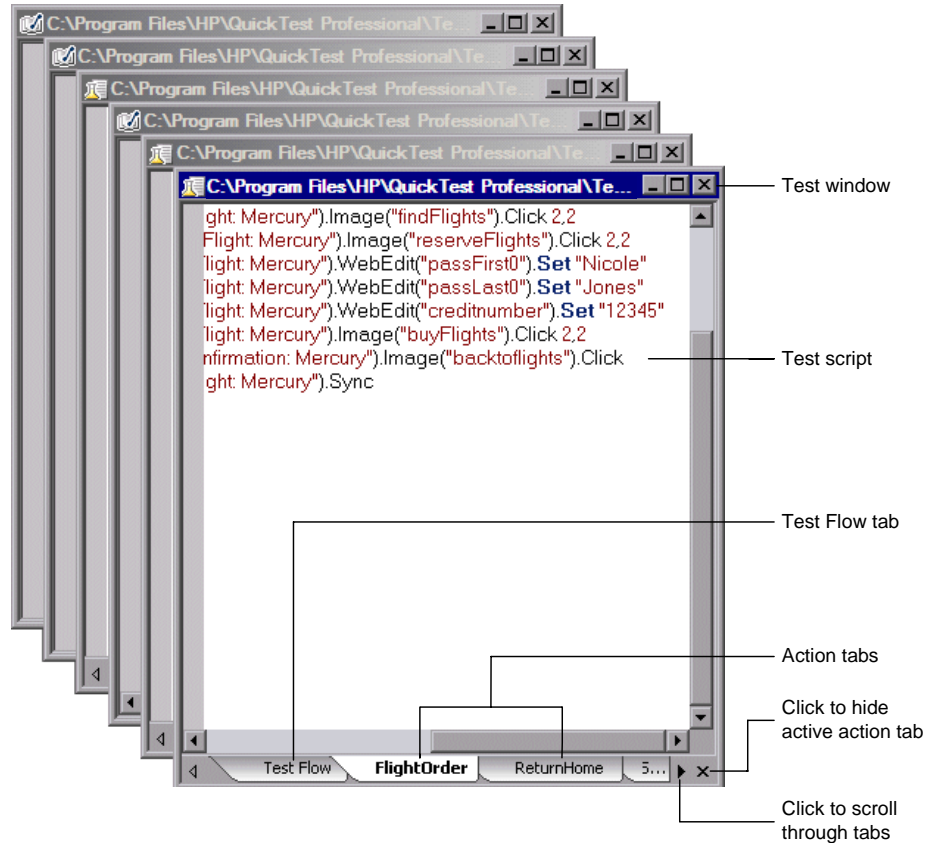 C:\Program Files\HP\QuickTest Professional\Te...
C:\Program Files\HP\QuickTest Professional\Te...
C:\Program Files\HP\QuickTest Professional\Te...
C:\Program Files\HP\QuickTest Professional\Te...
C:\Program Files\HP\QuickTest Professional\Te...
C:\Program Files\HP\QuickTest Professional\Te...
Test window
ght: Mercury").Image("findFlights").Click 2,2
Flight: Mercury").Image("reserveFlights").Click 2,2
light: Mercury").WebEdit("passFirst0").Set "Nicole"
light: Mercury").WebEdit("passLast0").Set "Jones"
light: Mercury").WebEdit("creditnumber").Set "12345"
light: Mercury").Image("buyFlights").Click 2,2
nfirmation: Mercury").Image("backtoflights").Click
Test script
ght: Mercury").Sync
Test Flow tab
Action tabs
Click to hide
active action tab
Test Flow FlightOrder ReturnHome 5...
Click to scroll
through tabs